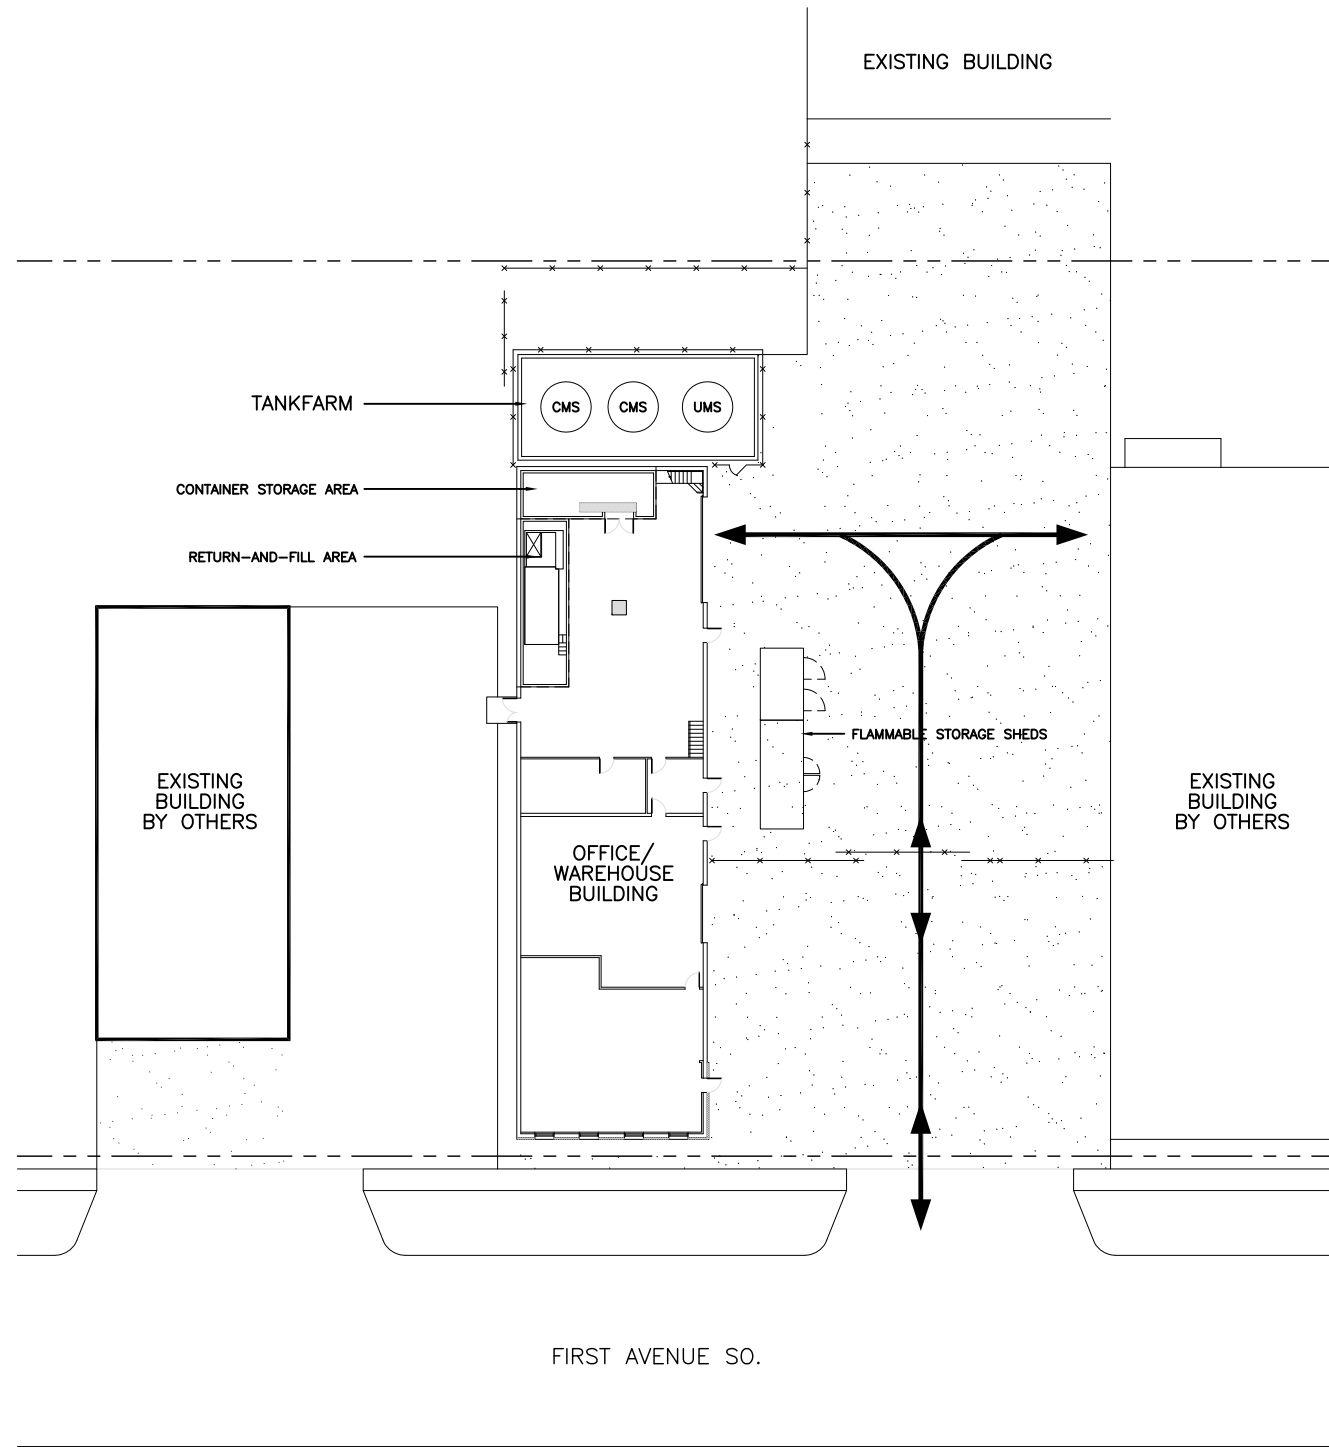 EXISTING BUILDING
TANKFARM
CMS
CMS
UMS
CONTAINER STORAGE AREA
RETURN-AND-FILL AREA
FLAMMABLE STORAGE SHEDS
EXISTING
BUILDING
BY OTHERS
EXISTING
BUILDING
BY OTHERS
OFFICE/
WAREHOUSE
BUILDING
FIRST AVENUE SO.